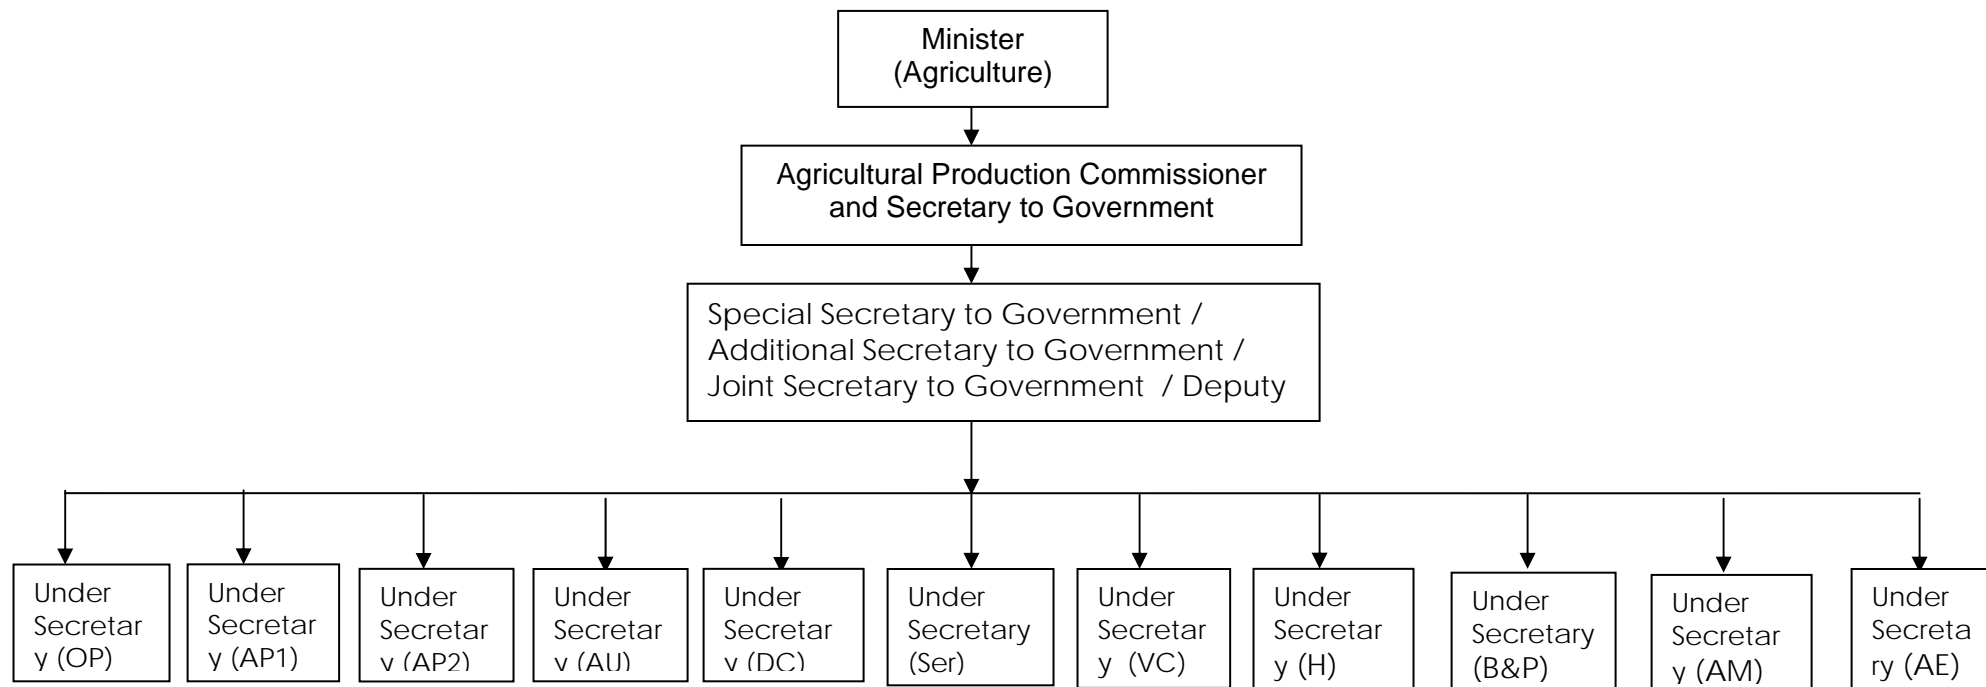 Minister
(Agriculture)
Agricultural Production Commissioner
and Secretary to Government
Special Secretary to Government /
Additional Secretary to Government /
Joint Secretary to Government / Deputy
Under
Secretar
y (OP)
Under
Secretar
y (AP1)
Under
Secretar
y (AP2)
Under
Secretar
y (AU)
Under
Secretar
y (DC)
Under
Secretary
(Ser)
Under
Secretar
y (VC)
Under
Secretar
y (H)
Under
Secretary
(B&P)
Under
Secretar
y (AM)
Under
Secreta
ry (AE)